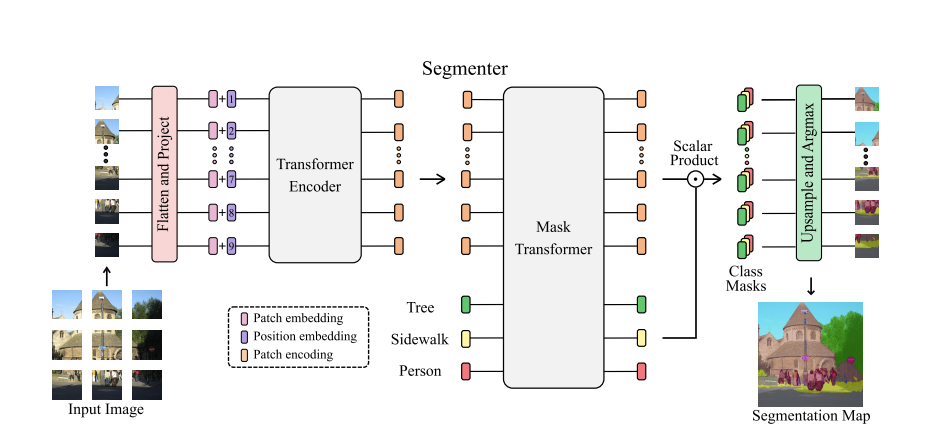 Segmenter
Flatten and Project
+ 1
+ 2
+ 7
+ 8
+ 9
Transformer
Encoder
Mask
Transformer
Scalar
Product
Upsample and Argmax
Class
Masks
Tree
Sidewalk
Person
Patch embedding
Position embedding
Patch encoding
Input Image
Segmentation Map